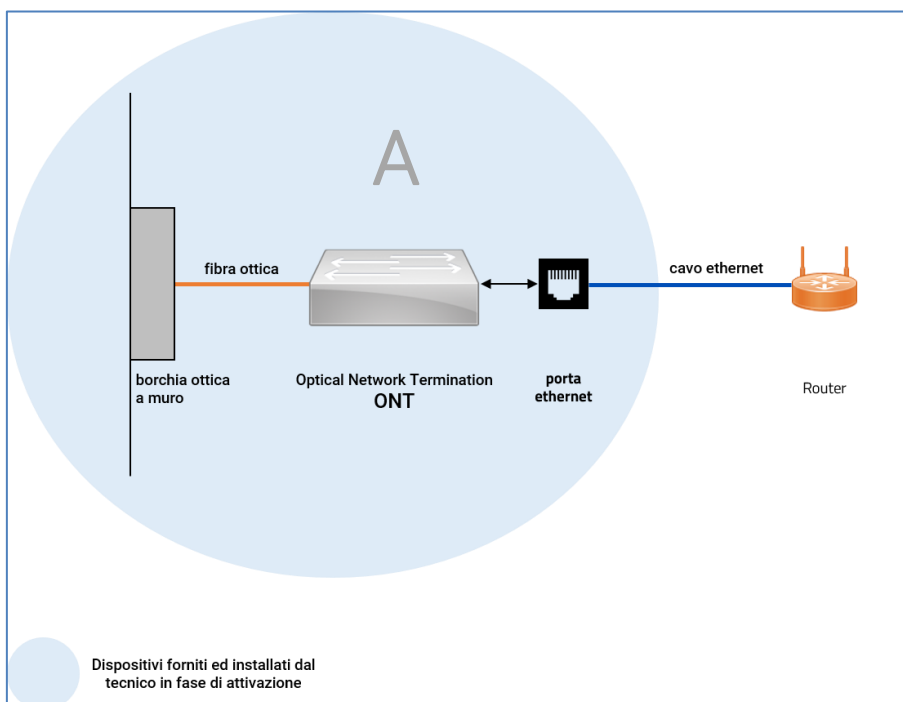 A
fibra ottica
cavo ethernet
borchia ottica
a muro
Optical Network Termination
ONT
porta
ethernet
Router
Dispositivi forniti ed installati dal
tecnico in fase di attivazione